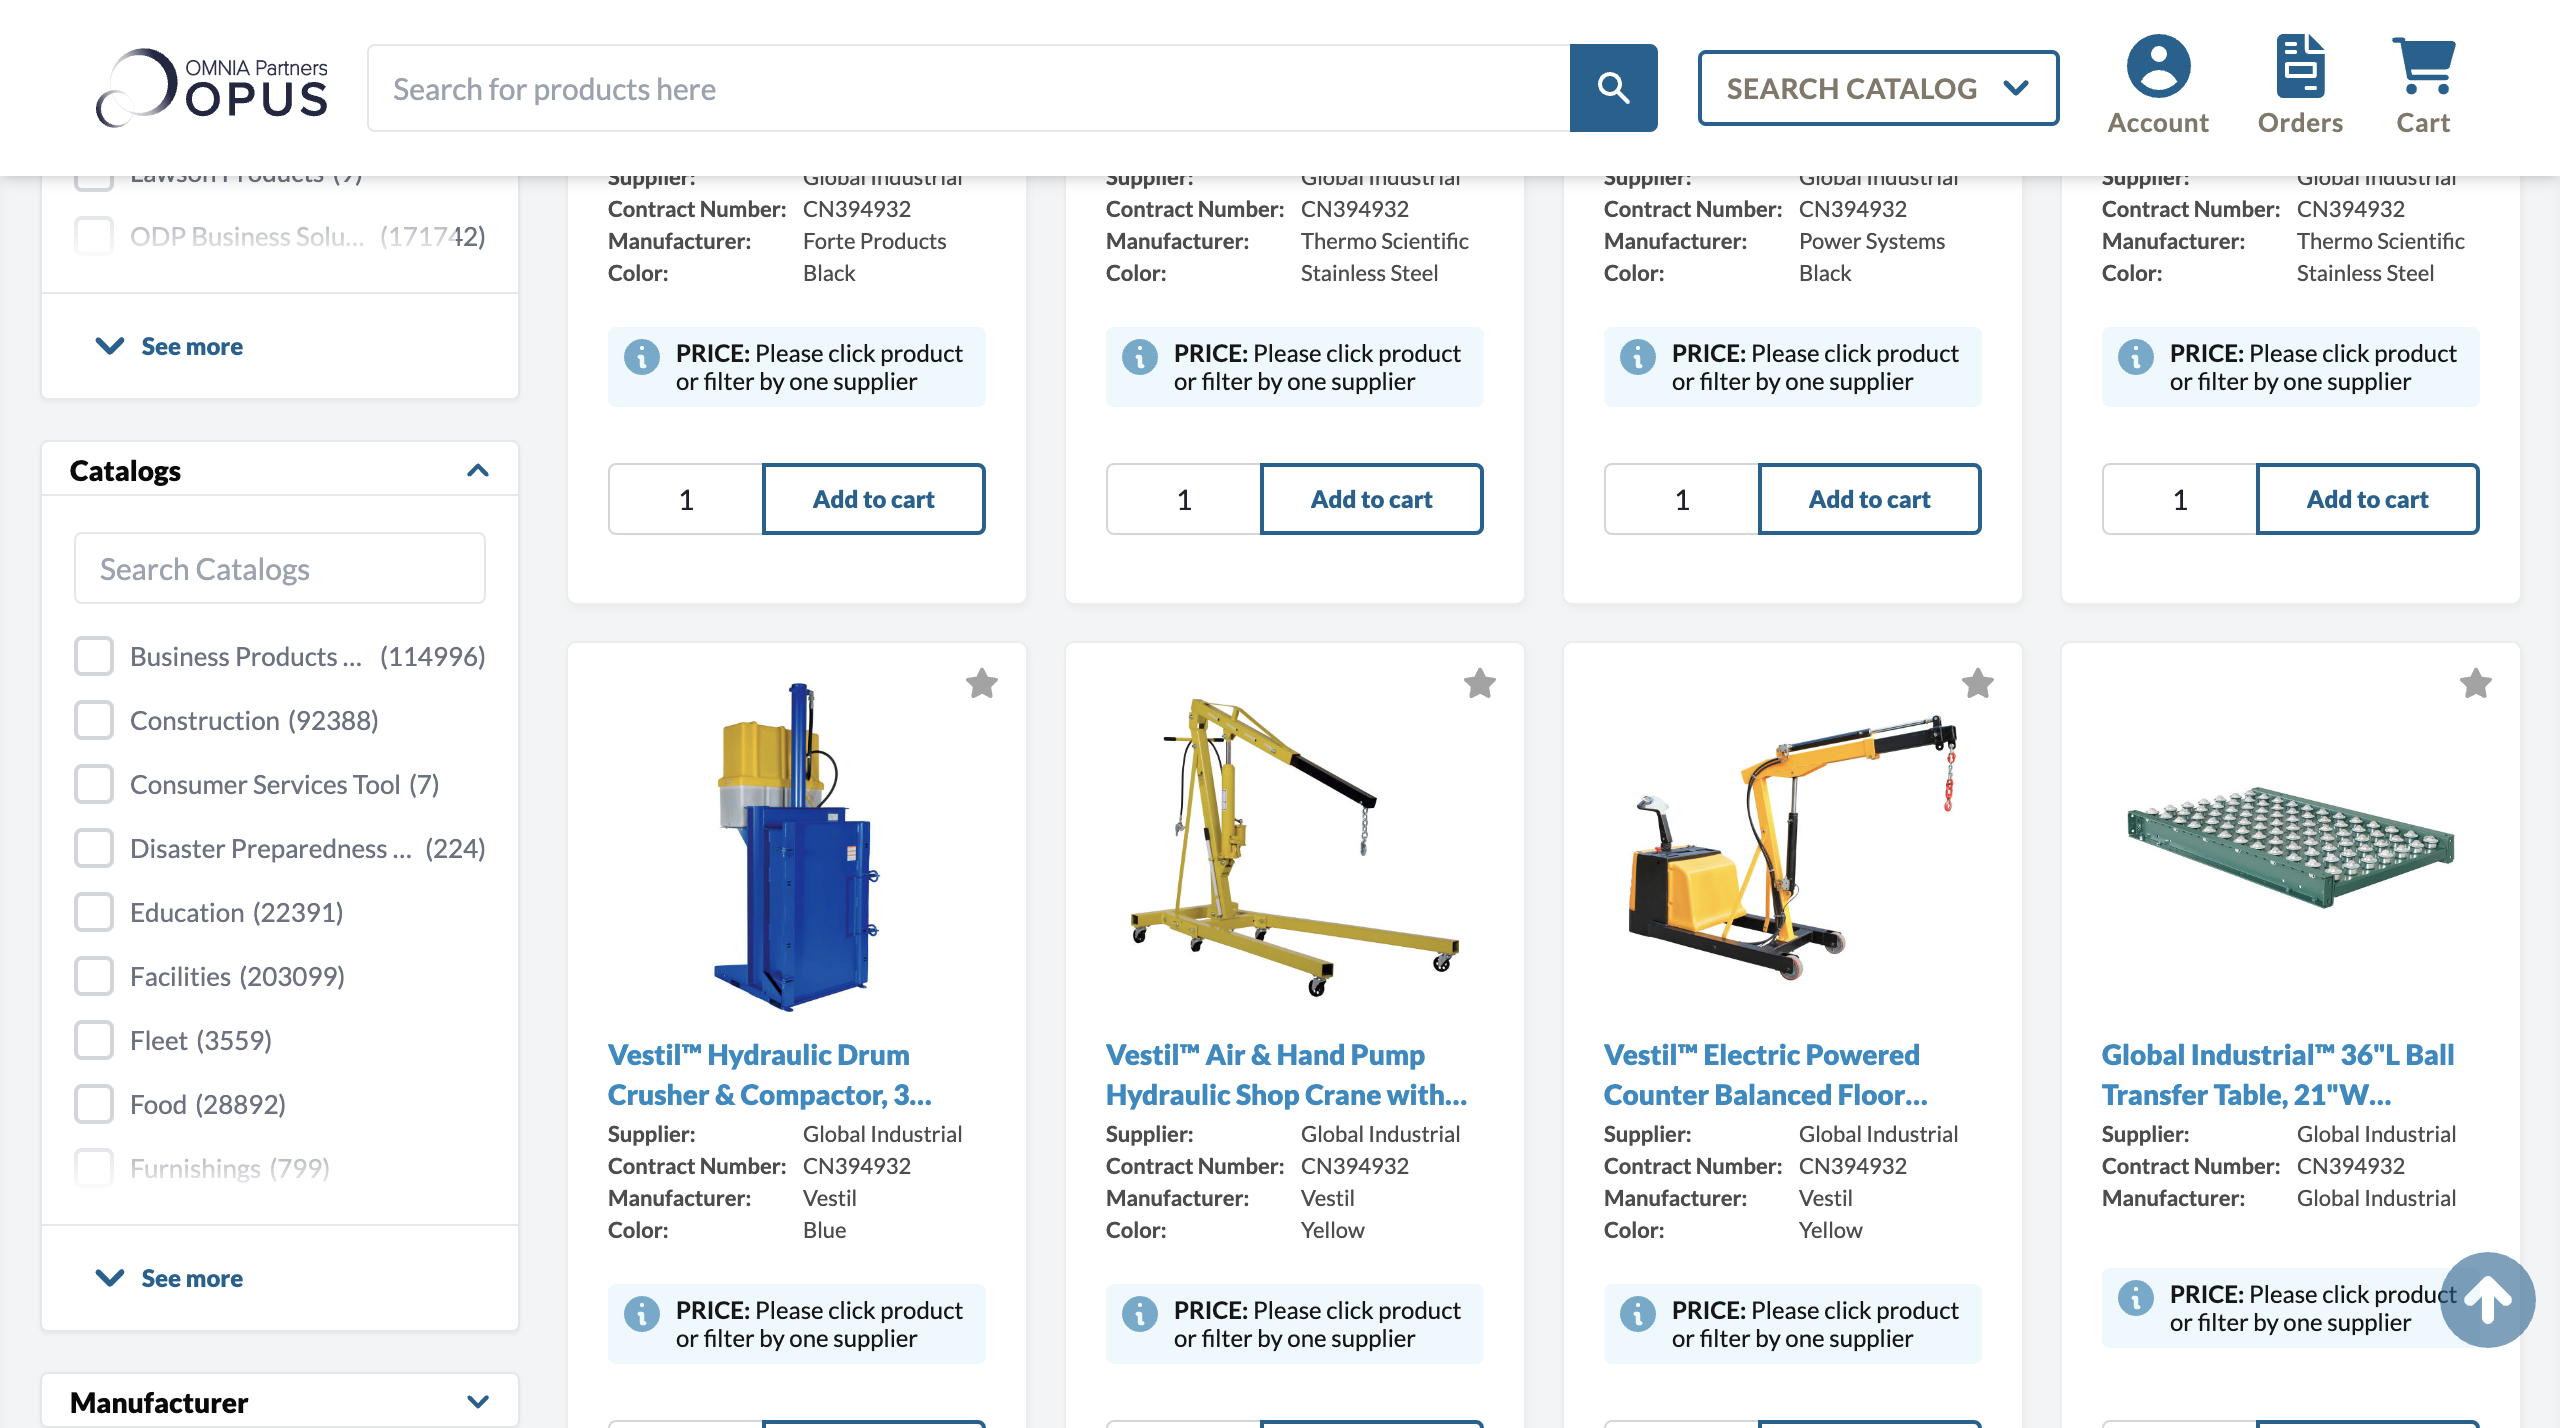 OMNIA Partners
OPUS
Search for products here
SEARCH CATALOG
Account
Orders
Cart
Lawson Products (9)
ODP Business Solu... (171742)
See more
Catalogs
Search Catalogs
Business Products ... (114996)
Construction (92388)
Consumer Services Tool (7)
Disaster Preparedness ... (224)
Education (22391)
Facilities (203099)
Fleet (3559)
Food (28892)
Furnishings (799)
See more
Manufacturer
Supplier: Global Industrial
Contract Number: CN394932
Manufacturer: Forte Products
Color: Black
PRICE: Please click product
or filter by one supplier
1
Add to cart
Supplier: Global Industrial
Contract Number: CN394932
Manufacturer: Thermo Scientific
Color: Stainless Steel
PRICE: Please click product
or filter by one supplier
1
Add to cart
Supplier: Global Industrial
Contract Number: CN394932
Manufacturer: Power Systems
Color: Black
PRICE: Please click product
or filter by one supplier
1
Add to cart
Supplier: Global Industrial
Contract Number: CN394932
Manufacturer: Thermo Scientific
Color: Stainless Steel
PRICE: Please click product
or filter by one supplier
1
Add to cart
Vestil™ Hydraulic Drum
Crusher & Compactor, 3...
Supplier: Global Industrial
Contract Number: CN394932
Manufacturer: Vestil
Color: Blue
PRICE: Please click product
or filter by one supplier
Vestil™ Air & Hand Pump
Hydraulic Shop Crane with...
Supplier: Global Industrial
Contract Number: CN394932
Manufacturer: Vestil
Color: Yellow
PRICE: Please click product
or filter by one supplier
Vestil™ Electric Powered
Counter Balanced Floor...
Supplier: Global Industrial
Contract Number: CN394932
Manufacturer: Vestil
Color: Yellow
PRICE: Please click product
or filter by one supplier
Global Industrial™ 36"L Ball
Transfer Table, 21"W...
Supplier: Global Industrial
Contract Number: CN394932
Manufacturer: Global Industrial
PRICE: Please click product
or filter by one supplier